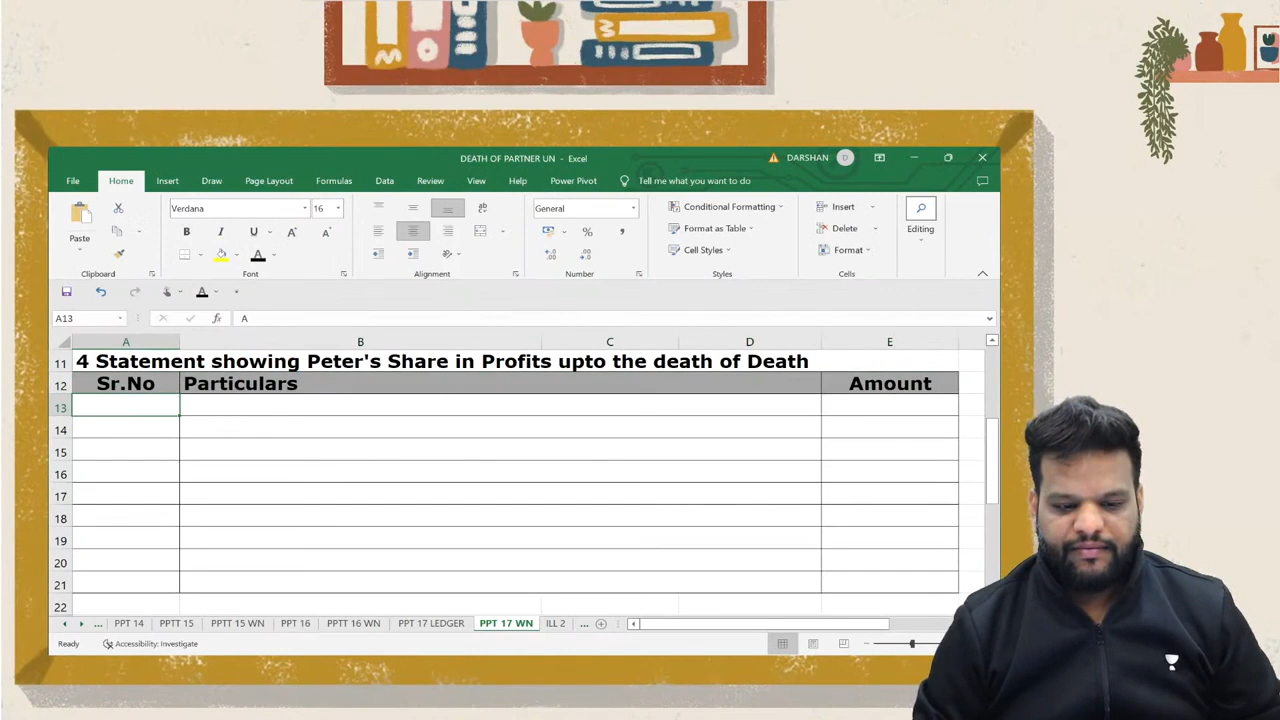 DEATH OF PARTNER UN - Excel
DARSHAN
D
File Home Insert Draw Page Layout Formulas Data Review View Help Power Pivot Tell me what you want to do
Verdana 16 General Conditional Formatting Insert
Paste B I U A A % , Format as Table Delete Editing
A Cell Styles Format
Clipboard Font Alignment Number Styles Cells
A
A13 fx A
A B C D E
11 4 Statement showing Peter's Share in Profits upto the death of Death
12 Sr.No Particulars Amount
13
14
15
16
17
18
19
20
21
22
... PPT 14 PPTT 15 PPTT 15 WN PPT 16 PPTT 16 WN PPT 17 LEDGER PPT 17 WN ILL 2 ...
Ready Accessibility: Investigate